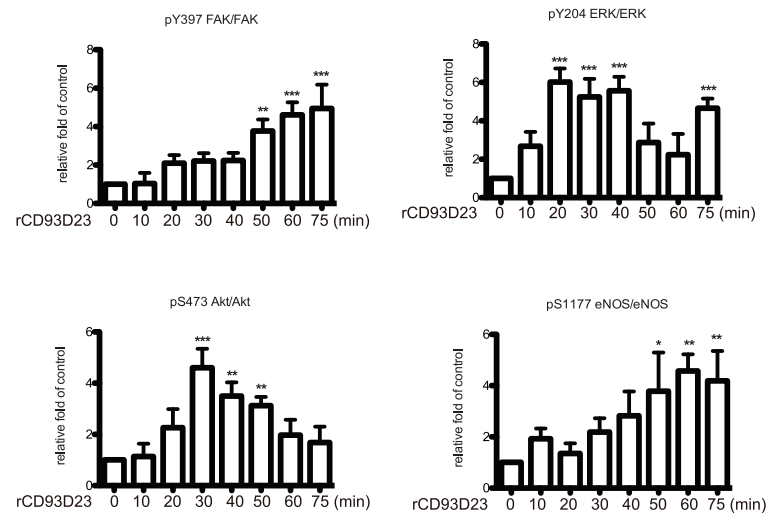 pY397 FAK/FAK
relative fold of control
8
6
4
2
0
** *** ***
rCD93D23 0 10 20 30 40 50 60 75 (min)
pY204 ERK/ERK
relative fold of control
8
6
4
2
0
*** *** *** ***
rCD93D23 0 10 20 30 40 50 60 75 (min)
pS473 Akt/Akt
relative fold of control
6
4
2
0
*** ** **
rCD93D23 0 10 20 30 40 50 60 75 (min)
pS1177 eNOS/eNOS
relative fold of control
6
4
2
0
* ** **
rCD93D23 0 10 20 30 40 50 60 75 (min)